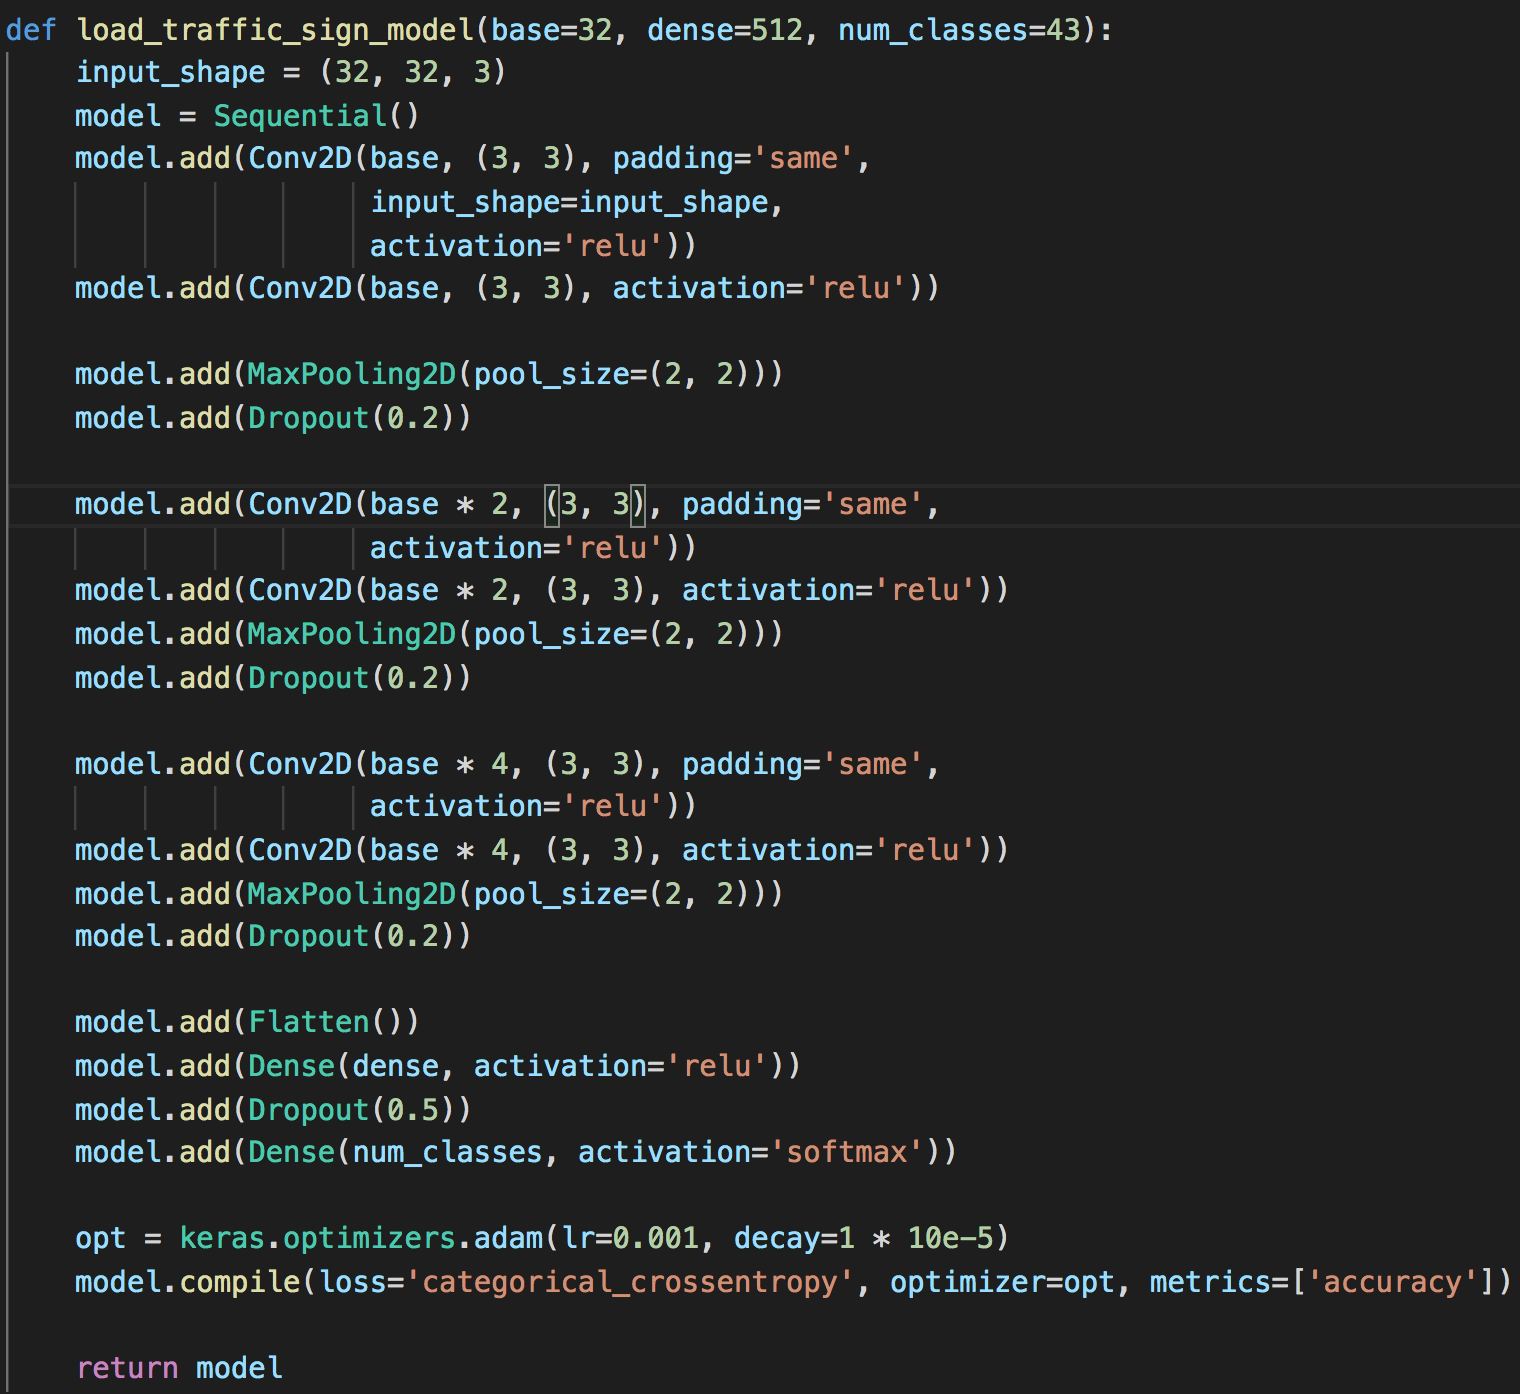 def load_traffic_sign_model(base=32, dense=512, num_classes=43):
    input_shape = (32, 32, 3)
    model = Sequential()
    model.add(Conv2D(base, (3, 3), padding='same',
                     input_shape=input_shape,
                     activation='relu'))
    model.add(Conv2D(base, (3, 3), activation='relu'))

    model.add(MaxPooling2D(pool_size=(2, 2)))
    model.add(Dropout(0.2))

    model.add(Conv2D(base * 2, (3, 3), padding='same',
                     activation='relu'))
    model.add(Conv2D(base * 2, (3, 3), activation='relu'))
    model.add(MaxPooling2D(pool_size=(2, 2)))
    model.add(Dropout(0.2))

    model.add(Conv2D(base * 4, (3, 3), padding='same',
                     activation='relu'))
    model.add(Conv2D(base * 4, (3, 3), activation='relu'))
    model.add(MaxPooling2D(pool_size=(2, 2)))
    model.add(Dropout(0.2))

    model.add(Flatten())
    model.add(Dense(dense, activation='relu'))
    model.add(Dropout(0.5))
    model.add(Dense(num_classes, activation='softmax'))

    opt = keras.optimizers.adam(lr=0.001, decay=1 * 10e-5)
    model.compile(loss='categorical_crossentropy', optimizer=opt, metrics=['accuracy'])

    return model